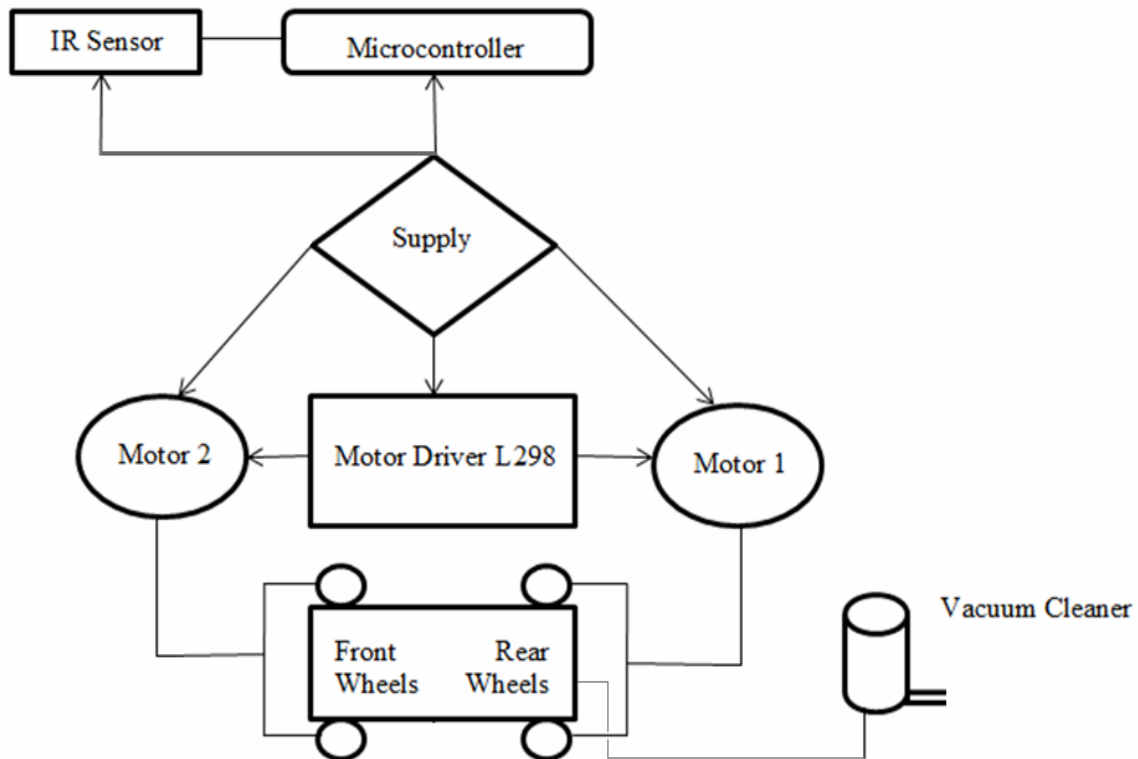 IR Sensor
Microcontroller
Supply
Motor 2
Motor Driver L298
Motor 1
Front
Wheels
Rear
Wheels
Vacuum Cleaner